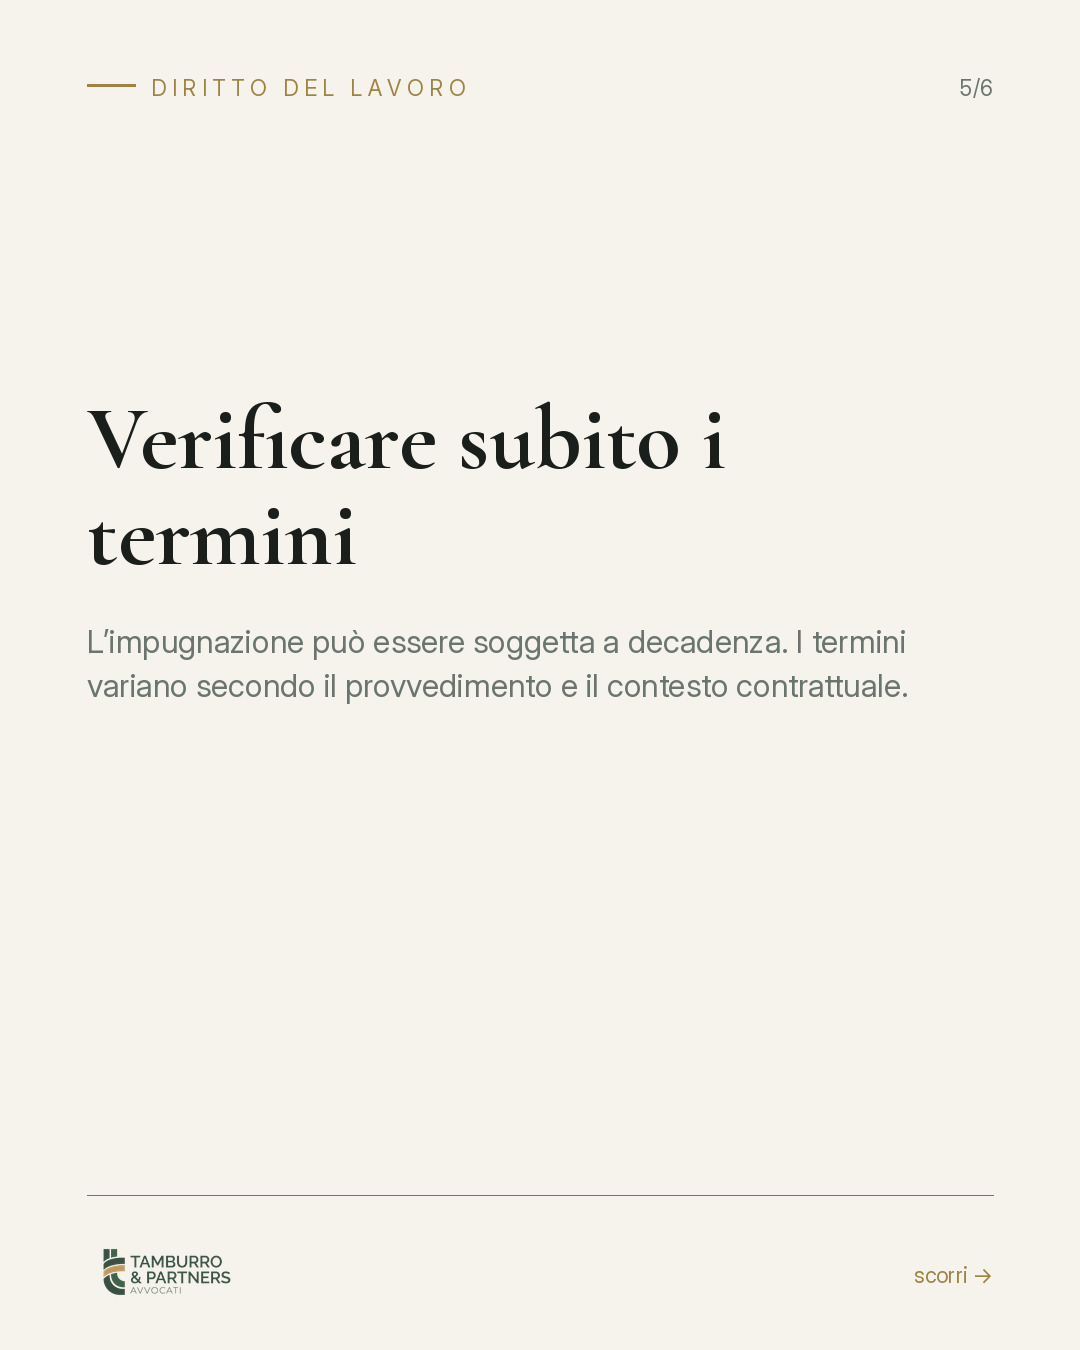 DIRITTO DEL LAVORO
5/6
Verificare subito i
termini
L’impugnazione può essere soggetta a decadenza. I termini
variano secondo il provvedimento e il contesto contrattuale.
TAMBURRO
& PARTNERS
AVVOCATI
scorri →